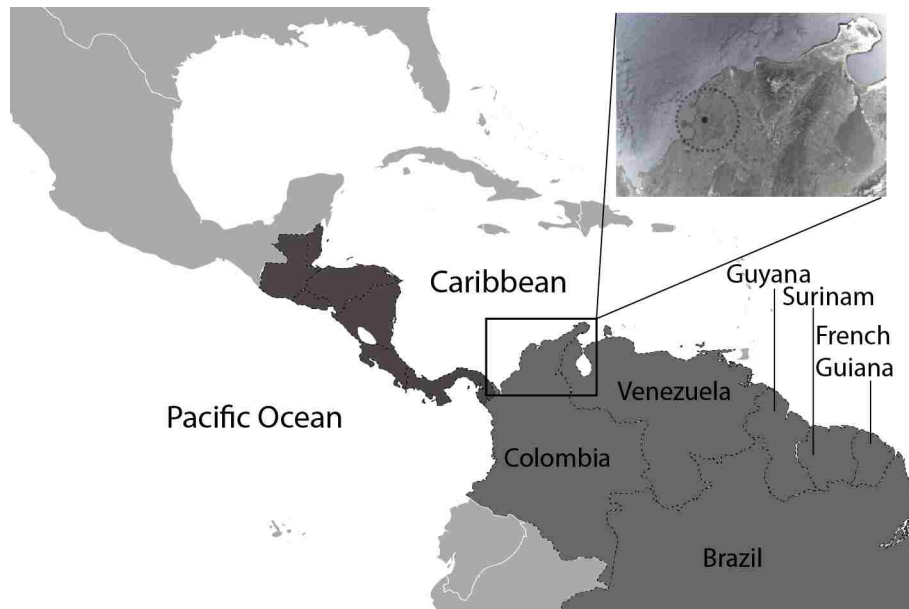 Guyana
Surinam
French
Guiana
Caribbean
Venezuela
Pacific Ocean
Colombia
Brazil